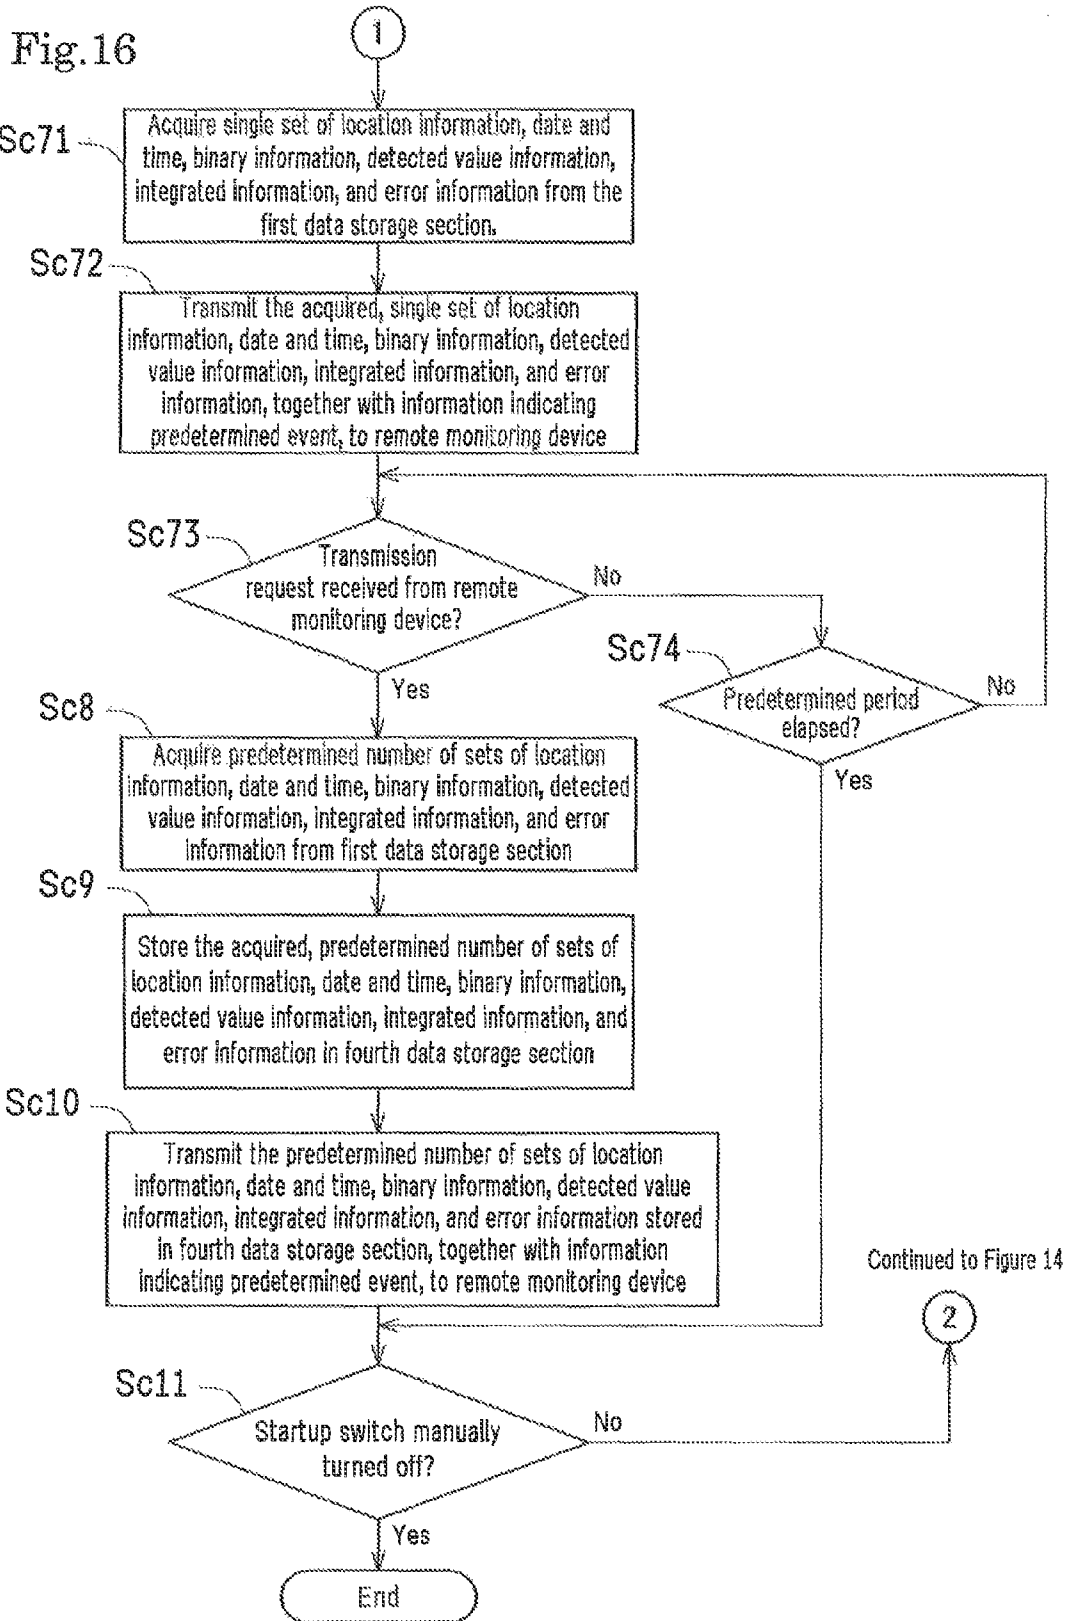 Fig.16
1
Sc71
Acquire single set of location information, date and
time, binary information, detected value information,
integrated information, and error information from the
first data storage section.
Sc72
Transmit the acquired, single set of location
information, date and time, binary information, detected
value information, integrated information, and error
information, together with information indicating
predetermined event, to remote monitoring device
Sc73
Transmission
request received from remote
monitoring device?
No
Yes
Sc74
Predetermined period
elapsed?
No
Yes
Sc8
Acquire predetermined number of sets of location
information, date and time, binary information, detected
value information, integrated information, and error
information from first data storage section
Sc9
Store the acquired, predetermined number of sets of
location information, date and time, binary information,
detected value information, integrated information, and
error information in fourth data storage section
Sc10
Transmit the predetermined number of sets of location
information, date and time, binary information, detected value
information, integrated information, and error information stored
in fourth data storage section, together with information
indicating predetermined event, to remote monitoring device
Continued to Figure 14
2
Sc11
Startup switch manually
turned off?
No
Yes
End